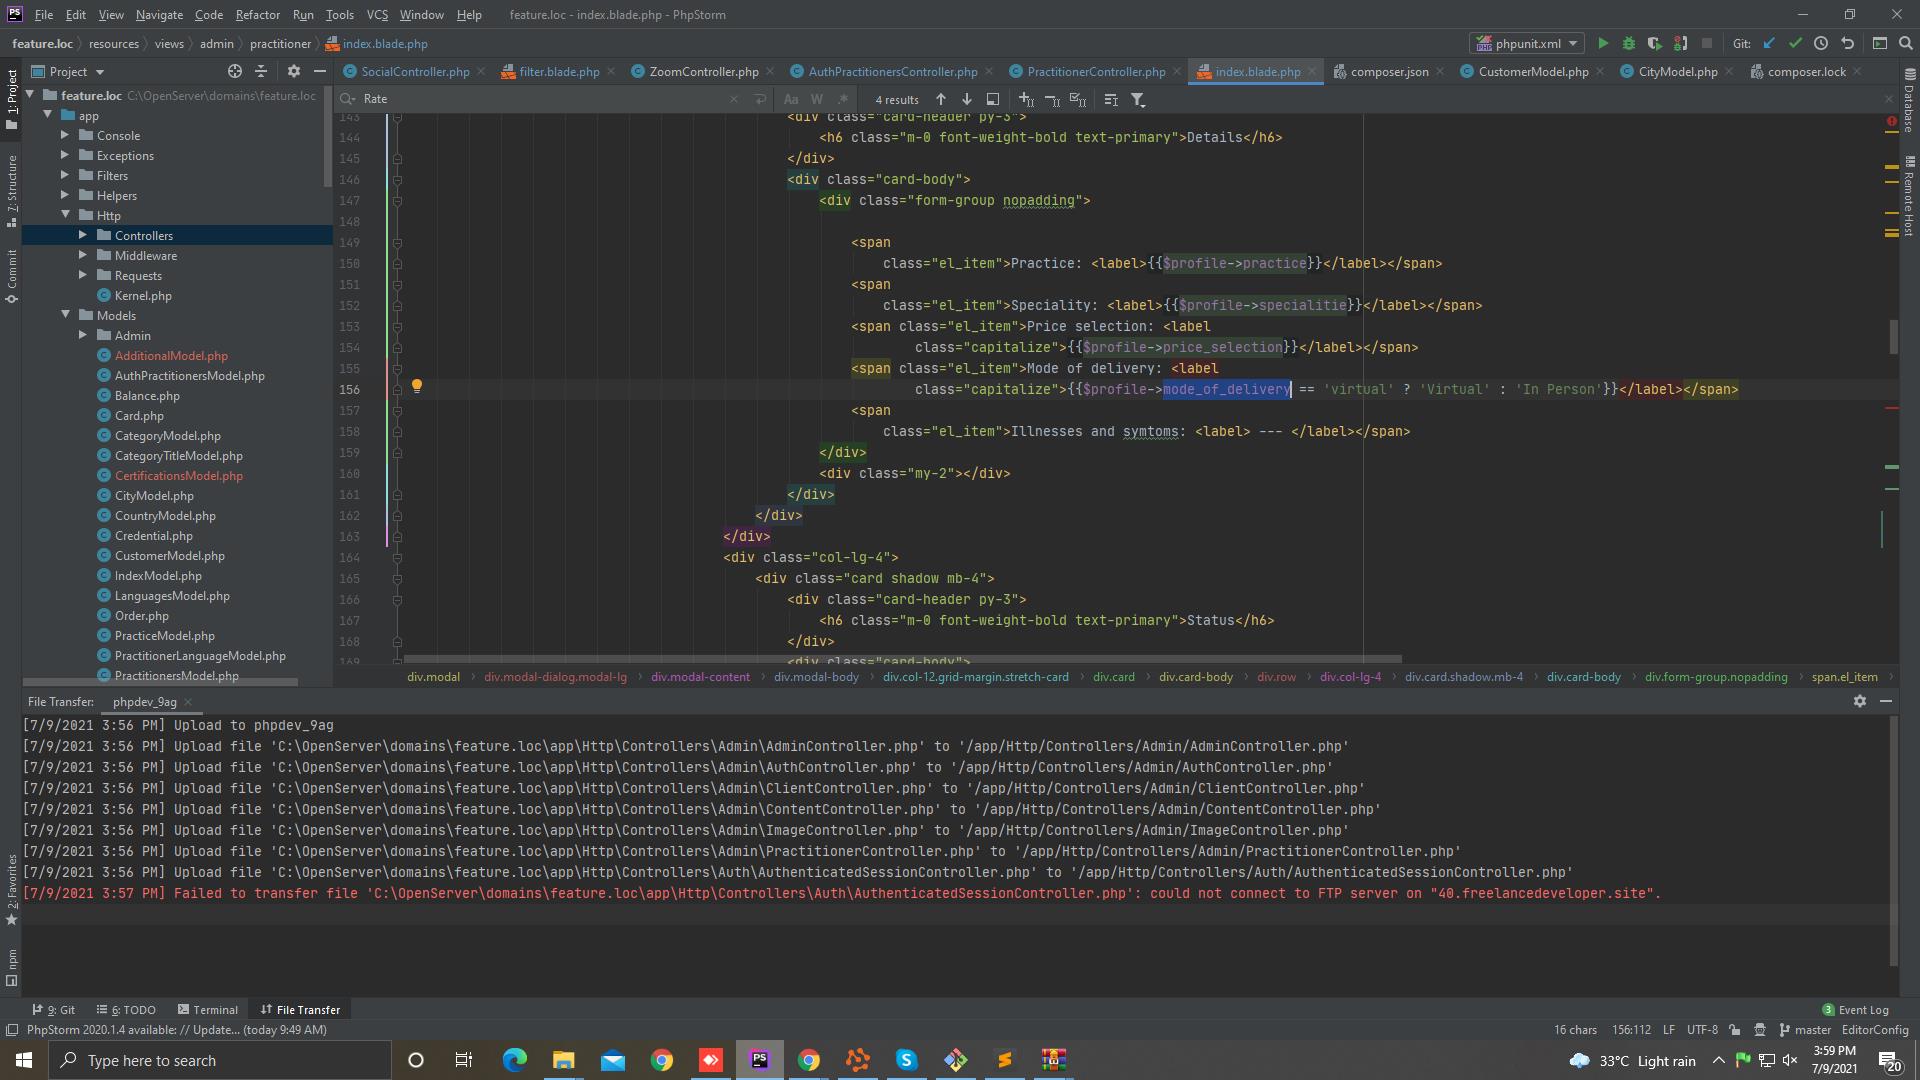 PS File Edit View Navigate Code Refactor Run Tools VCS Window Help feature.loc - index.blade.php - PhpStorm
feature.loc resources views admin practitioner index.blade.php phpunit.xml Git:
Project SocialController.php filter.blade.php ZoomController.php AuthPractitionersController.php PractitionerController.php index.blade.php composer.json CustomerModel.php CityModel.php composer.lock
1: Project
7: Structure
Commit
2: Favorites
npm
Database
Remote Host
feature.loc C:\OpenServer\domains\feature.loc
app
Console
Exceptions
Filters
Helpers
Http
Controllers
Middleware
Requests
Kernel.php
Models
Admin
AdditionalModel.php
AuthPractitionersModel.php
Balance.php
Card.php
CategoryModel.php
CategoryTitleModel.php
CertificationsModel.php
CityModel.php
CountryModel.php
Credential.php
CustomerModel.php
IndexModel.php
LanguagesModel.php
Order.php
PracticeModel.php
PractitionerLanguageModel.php
PractitionersModel.php
Rate Aa W .* 4 results
143 <div class="card-header py-3">
144 <h6 class="m-0 font-weight-bold text-primary">Details</h6>
145 </div>
146 <div class="card-body">
147 <div class="form-group nopadding">
148
149 <span
150 class="el_item">Practice: <label>{{$profile->practice}}</label></span>
151 <span
152 class="el_item">Speciality: <label>{{$profile->specialitie}}</label></span>
153 <span class="el_item">Price selection: <label
154 class="capitalize">{{$profile->price_selection}}</label></span>
155 <span class="el_item">Mode of delivery: <label
156 class="capitalize">{{$profile->mode_of_delivery == 'virtual' ? 'Virtual' : 'In Person'}}</label></span>
157 <span
158 class="el_item">Illnesses and symtoms: <label> --- </label></span>
159 </div>
160 <div class="my-2"></div>
161 </div>
162 </div>
163 </div>
164 <div class="col-lg-4">
165 <div class="card shadow mb-4">
166 <div class="card-header py-3">
167 <h6 class="m-0 font-weight-bold text-primary">Status</h6>
168 </div>
169 <div class="card-body">
div.modal div.modal-dialog.modal-lg div.modal-content div.modal-body div.col-12.grid-margin.stretch-card div.card div.card-body div.row div.col-lg-4 div.card.shadow.mb-4 div.card-body div.form-group.nopadding span.el_item
File Transfer: phpdev_9ag
[7/9/2021 3:56 PM] Upload to phpdev_9ag
[7/9/2021 3:56 PM] Upload file 'C:\OpenServer\domains\feature.loc\app\Http\Controllers\Admin\AdminController.php' to '/app/Http/Controllers/Admin/AdminController.php'
[7/9/2021 3:56 PM] Upload file 'C:\OpenServer\domains\feature.loc\app\Http\Controllers\Admin\AuthController.php' to '/app/Http/Controllers/Admin/AuthController.php'
[7/9/2021 3:56 PM] Upload file 'C:\OpenServer\domains\feature.loc\app\Http\Controllers\Admin\ClientController.php' to '/app/Http/Controllers/Admin/ClientController.php'
[7/9/2021 3:56 PM] Upload file 'C:\OpenServer\domains\feature.loc\app\Http\Controllers\Admin\ContentController.php' to '/app/Http/Controllers/Admin/ContentController.php'
[7/9/2021 3:56 PM] Upload file 'C:\OpenServer\domains\feature.loc\app\Http\Controllers\Admin\ImageController.php' to '/app/Http/Controllers/Admin/ImageController.php'
[7/9/2021 3:56 PM] Upload file 'C:\OpenServer\domains\feature.loc\app\Http\Controllers\Admin\PractitionerController.php' to '/app/Http/Controllers/Admin/PractitionerController.php'
[7/9/2021 3:56 PM] Upload file 'C:\OpenServer\domains\feature.loc\app\Http\Controllers\Auth\AuthenticatedSessionController.php' to '/app/Http/Controllers/Auth/AuthenticatedSessionController.php'
[7/9/2021 3:57 PM] Failed to transfer file 'C:\OpenServer\domains\feature.loc\app\Http\Controllers\Auth\AuthenticatedSessionController.php': could not connect to FTP server on "40.freelancedeveloper.site".
9: Git 6: TODO Terminal File Transfer 3 Event Log
PhpStorm 2020.1.4 available: // Update... (today 9:49 AM) 16 chars 156:112 LF UTF-8 master EditorConfig
Type here to search PS 33°C Light rain 3:59 PM
7/9/2021 20